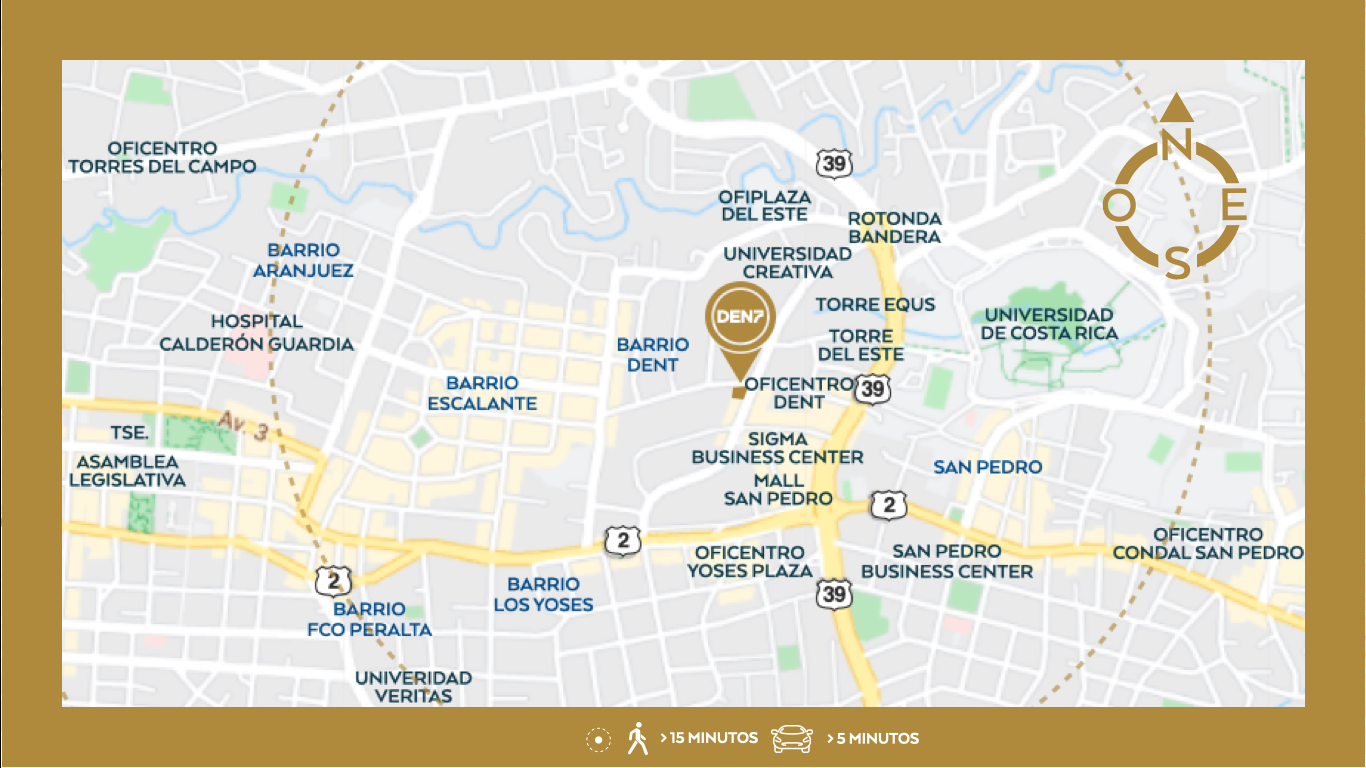 OFICENTRO
TORRES DEL CAMPO
39
N
O
E
S
OFIPLAZA
DEL ESTE
ROTONDA
BANDERA
BARRIO
ARANJUEZ
UNIVERSIDAD
CREATIVA
DEN7
TORRE EQUS
UNIVERSIDAD
DE COSTA RICA
HOSPITAL
CALDERÓN GUARDIA
BARRIO
DENT
TORRE
DEL ESTE
BARRIO
ESCALANTE
OFICENTRO
DENT
39
Av. 3
TSE.
ASAMBLEA
LEGISLATIVA
SIGMA
BUSINESS CENTER
MALL
SAN PEDRO
SAN PEDRO
2
2
OFICENTRO
CONDAL SAN PEDRO
OFICENTRO
YOSES PLAZA
SAN PEDRO
BUSINESS CENTER
2
BARRIO
LOS YOSES
39
BARRIO
FCO PERALTA
UNIVERIDAD
VERITAS
>15 MINUTOS
>5 MINUTOS